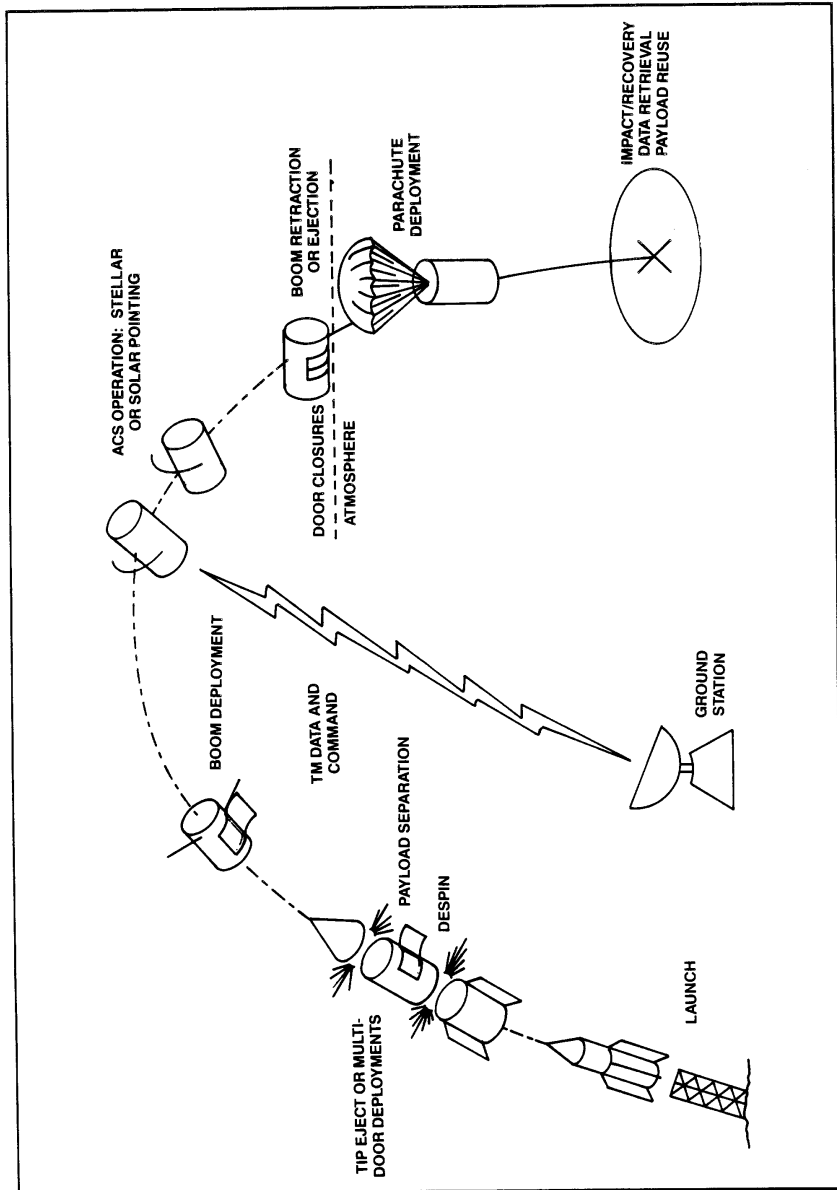 LAUNCH
TIP EJECT OR MULTI-
DOOR DEPLOYMENTS
DESPIN
PAYLOAD SEPARATION
BOOM DEPLOYMENT
TM DATA AND
COMMAND
GROUND
STATION
ACS OPERATION: STELLAR
OR SOLAR POINTING
DOOR CLOSURES
ATMOSPHERE
BOOM RETRACTION
OR EJECTION
PARACHUTE
DEPLOYMENT
IMPACT/RECOVERY
DATA RETRIEVAL
PAYLOAD REUSE